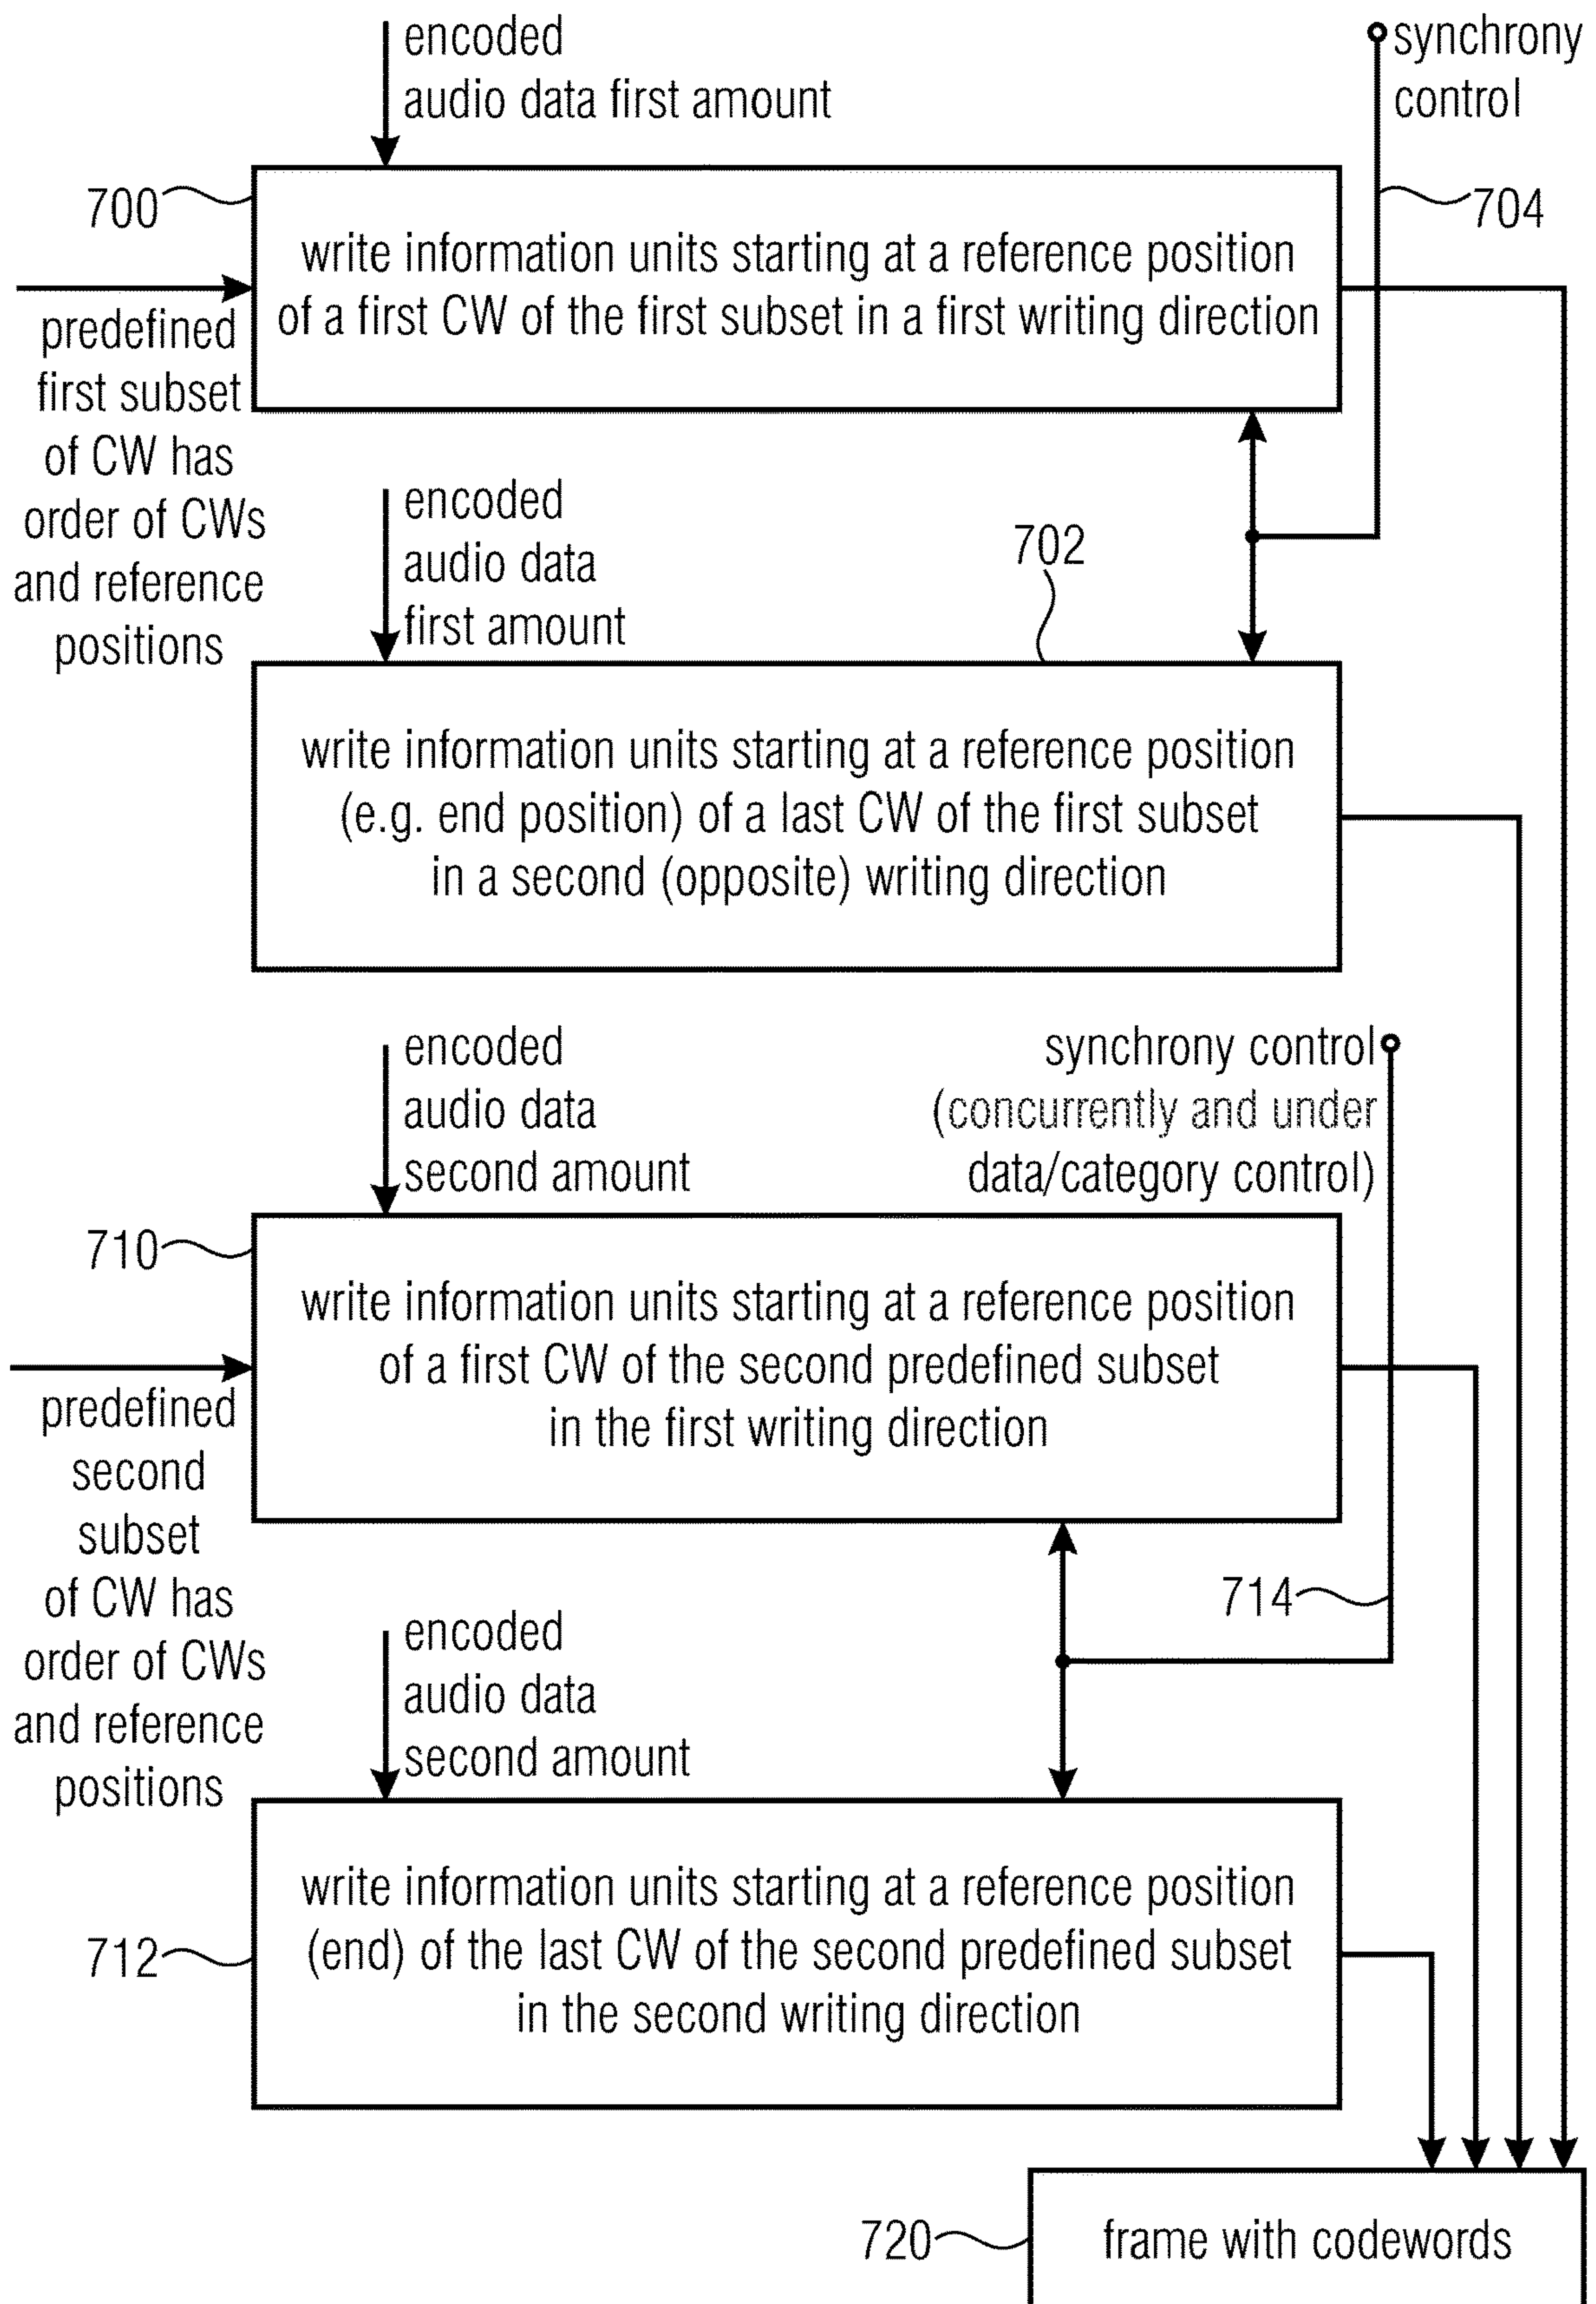 encoded
audio data first amount
synchrony
control
700
704
write information units starting at a reference position
of a first CW of the first subset in a first writing direction
predefined
first subset
of CW has
order of CWs
and reference
positions
encoded
audio data
first amount
702
write information units starting at a reference position
(e.g. end position) of a last CW of the first subset
in a second (opposite) writing direction
encoded
audio data
second amount
synchrony control
(concurrently and under
data/category control)
710
write information units starting at a reference position
of a first CW of the second predefined subset
in the first writing direction
predefined
second
subset
of CW has
order of CWs
and reference
positions
714
encoded
audio data
second amount
712
write information units starting at a reference position
(end) of the last CW of the second predefined subset
in the second writing direction
720
frame with codewords